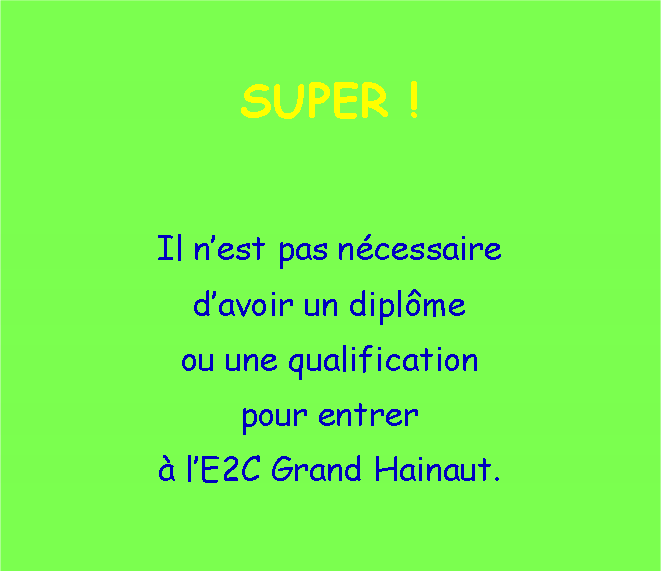 SUPER !
Il n’est pas nécessaire
d’avoir un diplôme
ou une qualification
pour entrer
à l’E2C Grand Hainaut.